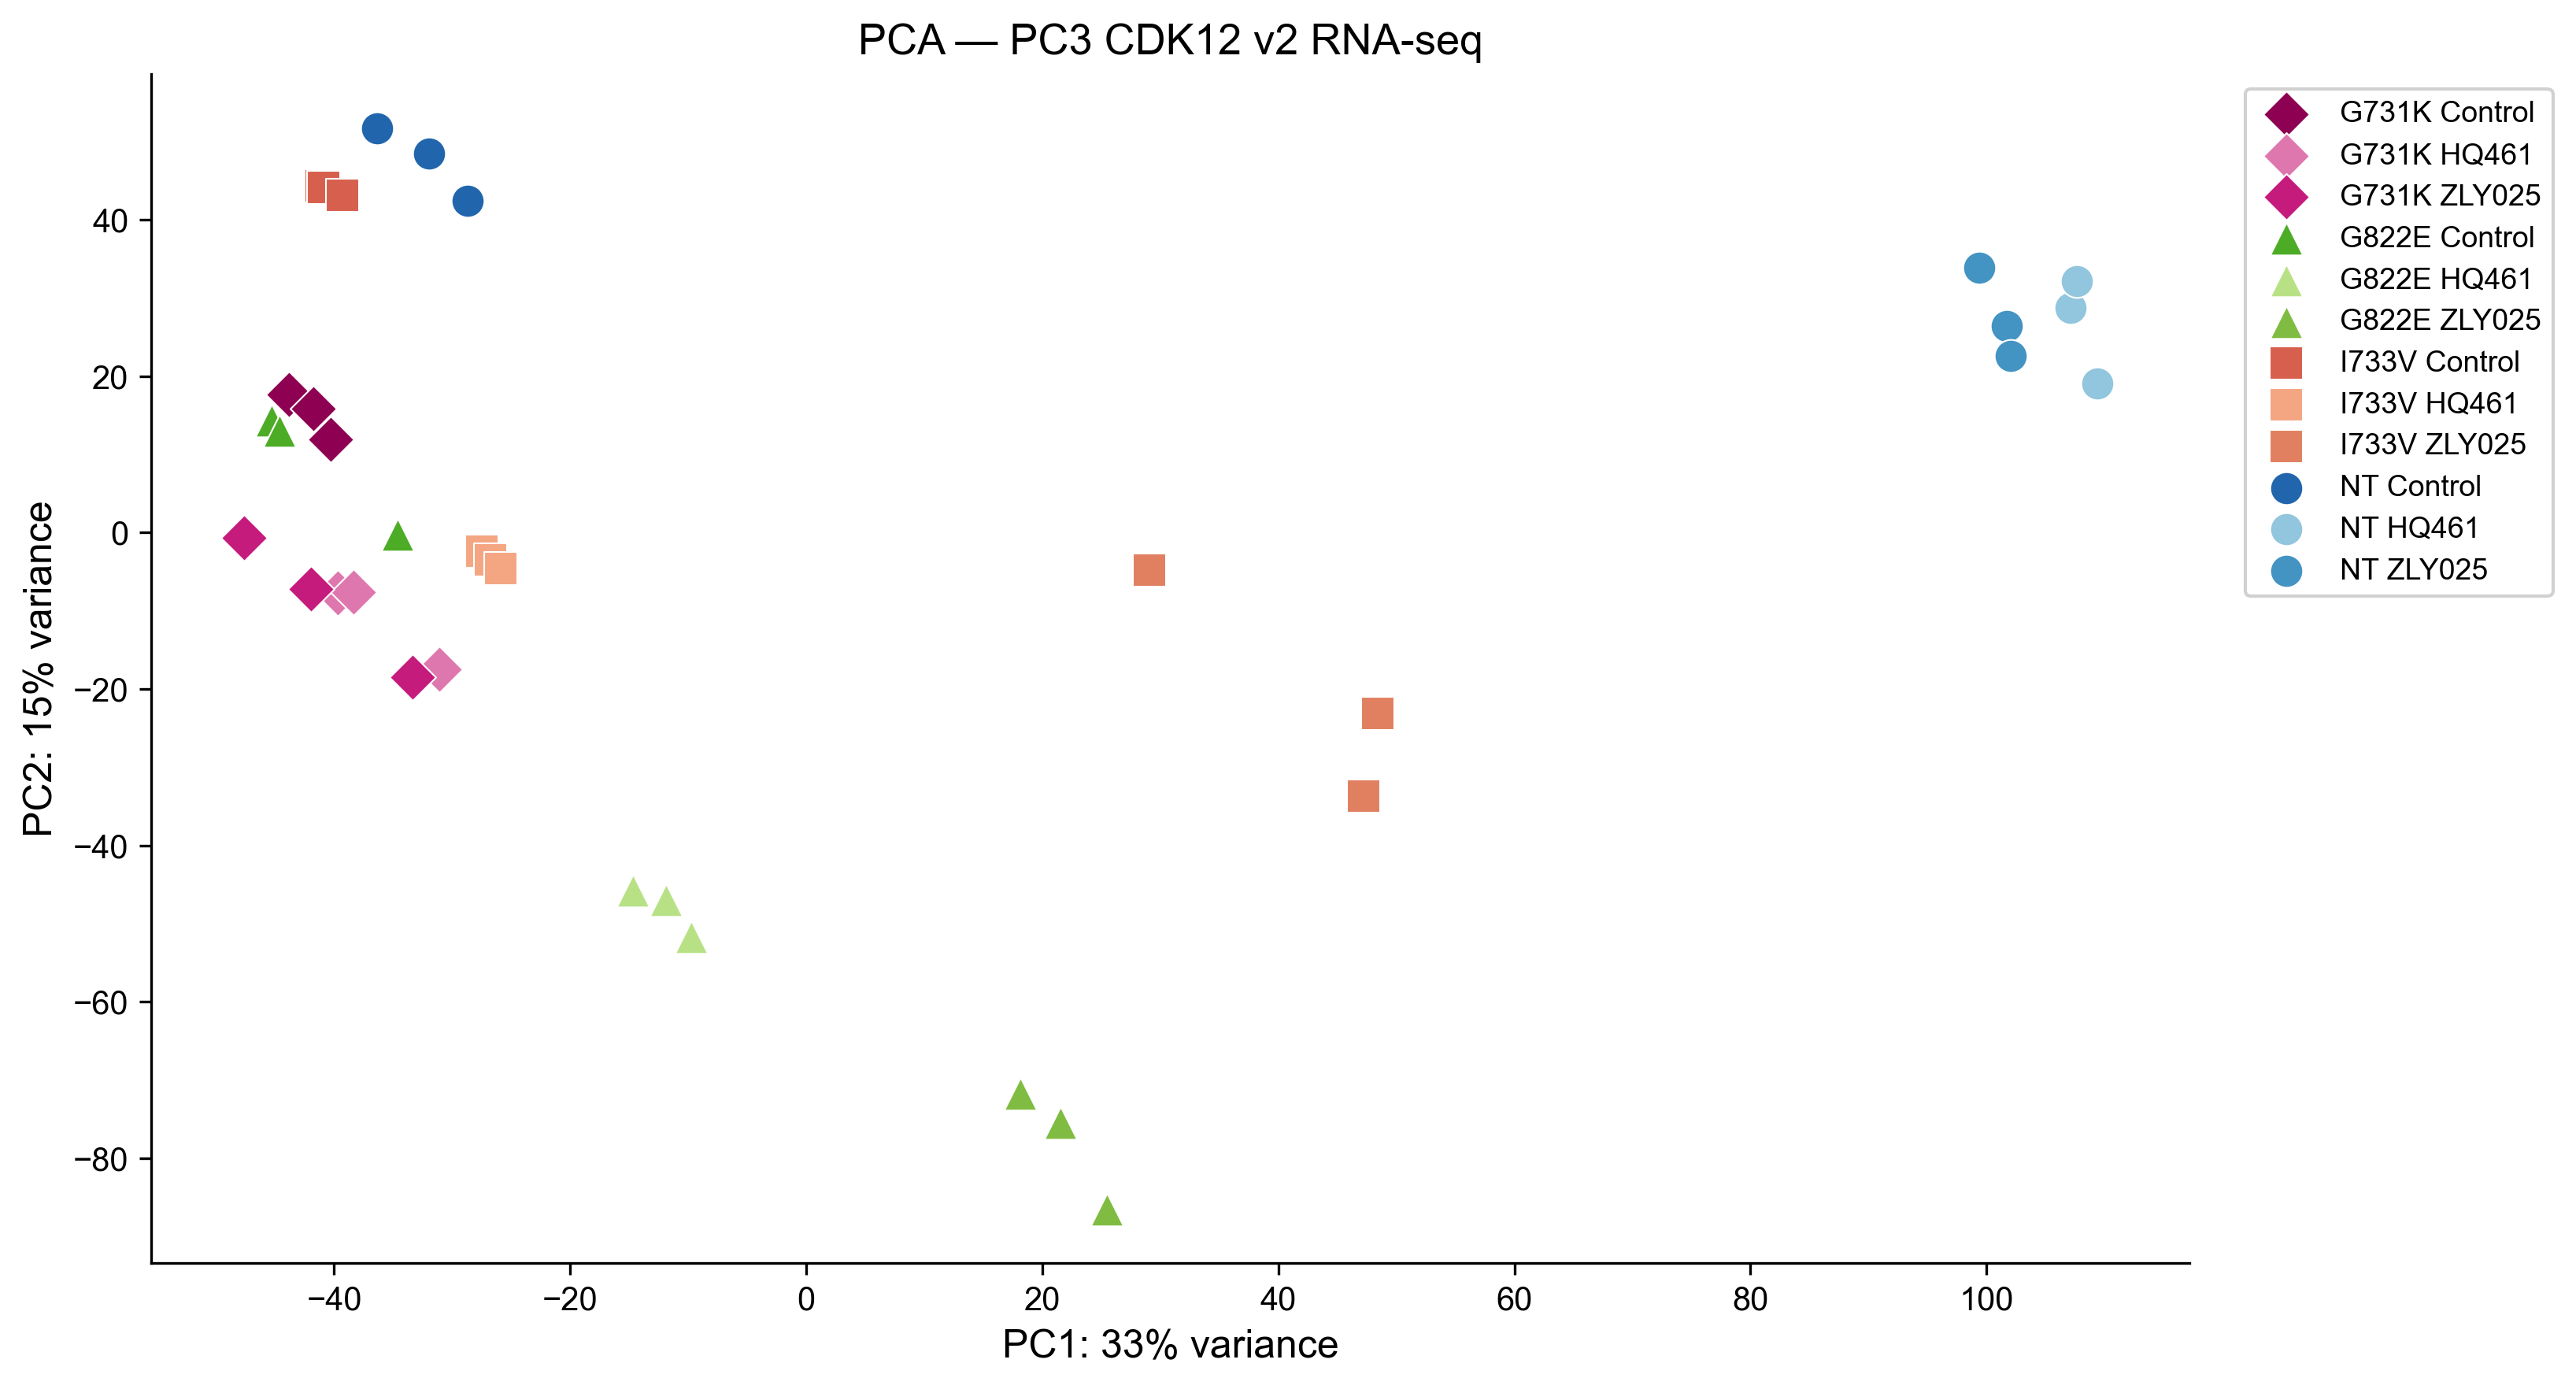 PCA — PC3 CDK12 v2 RNA-seq
G731K Control
G731K HQ461
G731K ZLY025
G822E Control
G822E HQ461
G822E ZLY025
I733V Control
I733V HQ461
I733V ZLY025
NT Control
NT HQ461
NT ZLY025
PC2: 15% variance
40
20
0
−20
−40
−60
−80
−40
−20
0
20
40
60
80
100
PC1: 33% variance